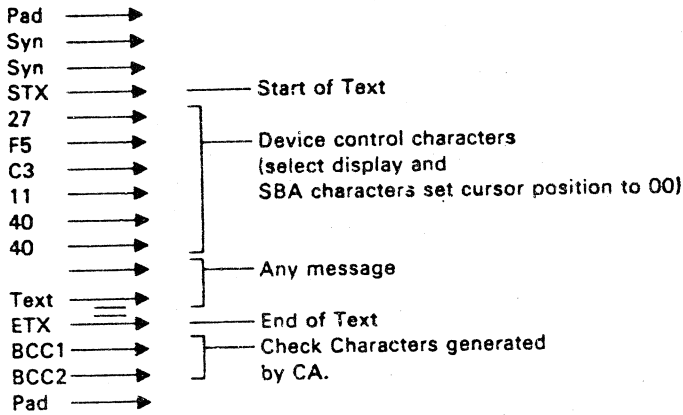 Pad
Syn
Syn
STX Start of Text
27
F5 Device control characters
C3 (select display and
11 SBA characters set cursor position to 00)
40
40
Any message
Text
ETX End of Text
BCC1 Check Characters generated
BCC2 by CA.
Pad